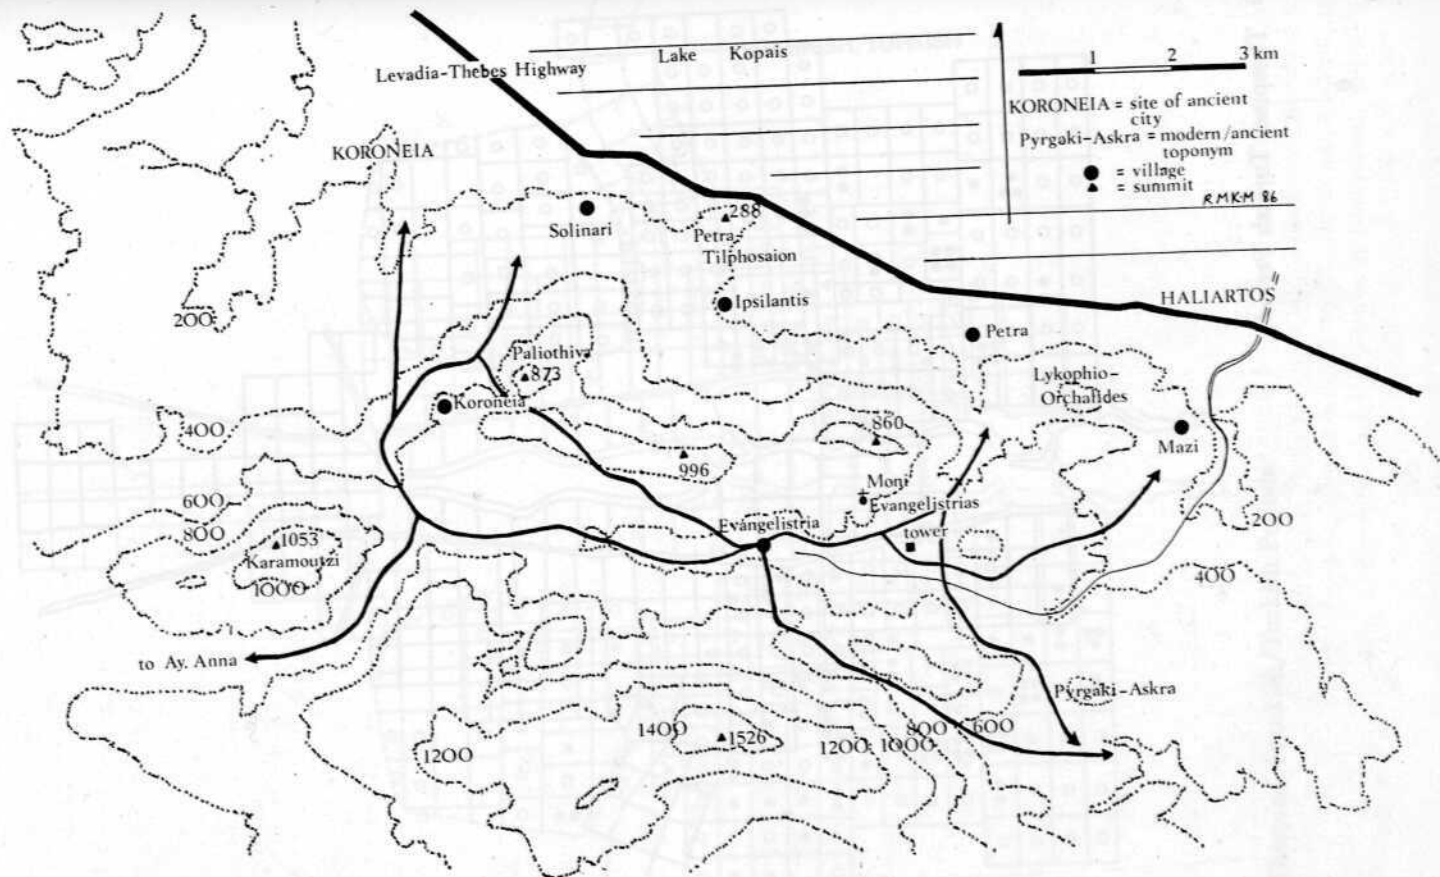 Levadia-Thebes Highway
Lake Kopais
1 2 3 km
KORONEIA = site of ancient
city
Pyrgaki-Askra = modern/ancient
toponym
= village
= summit
R.M.K.M 86
KORONEIA
Solinari
288
Petra
Tilphosaion
Ipsilantis
HALIARTOS
200
Petra
Paliothiva
873
Koroneia
Lykophio-
Orchalides
400
860
Mazi
996
Moni
Evangelistrias
600
800
1053
Karamoutzi
1000
Evangelistria
tower
200
400
to Ay. Anna
Pyrgaki-Askra
1200
1400
1526
1200
1000
800
600